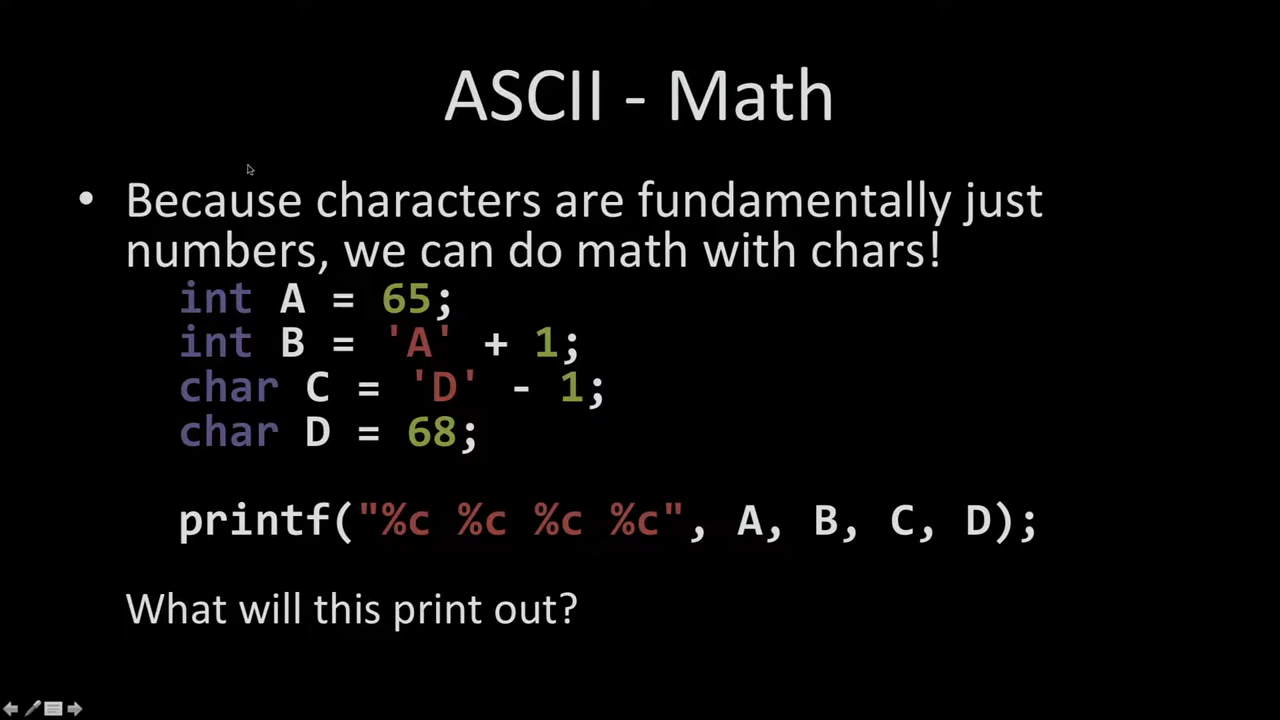 ASCII - Math
• Because characters are fundamentally just
numbers, we can do math with chars!
int A = 65;
int B = 'A' + 1;
char C = 'D' - 1;
char D = 68;
printf("%c %c %c %c", A, B, C, D);
What will this print out?